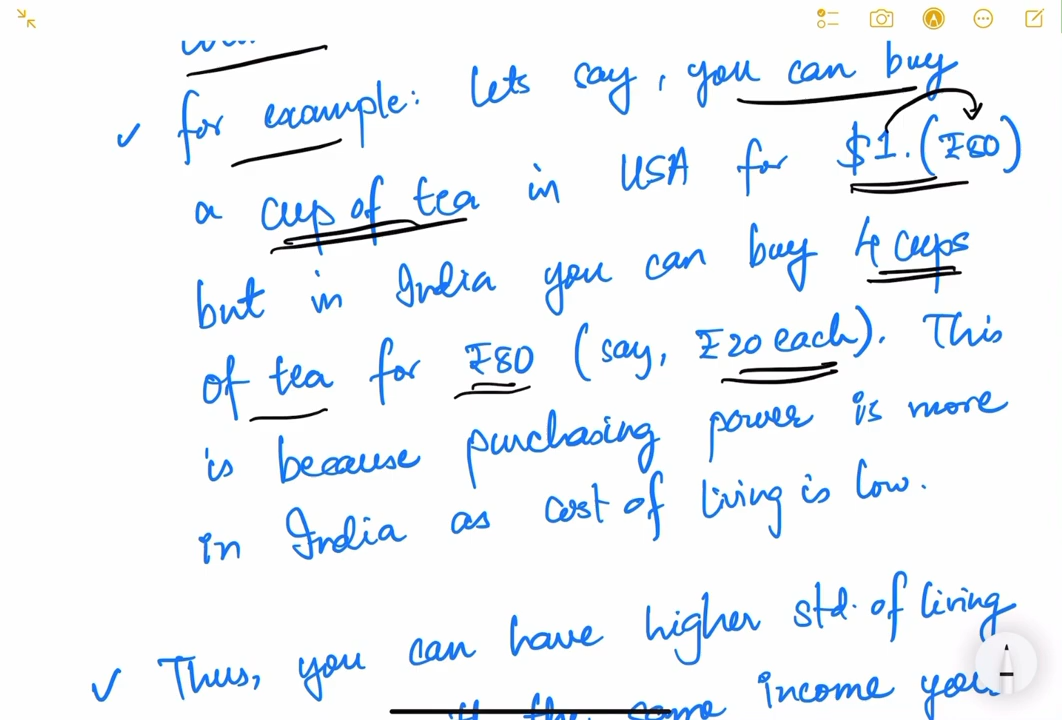 for example: lets say, you can buy
a cup of tea in USA for $1. (₹80)
but in India you can buy 4 cups
of tea for ₹80 (say, ₹20 each). This
is because purchasing power is more
in India as cost of living is low.
Thus, you can have higher std. of living
the same income you